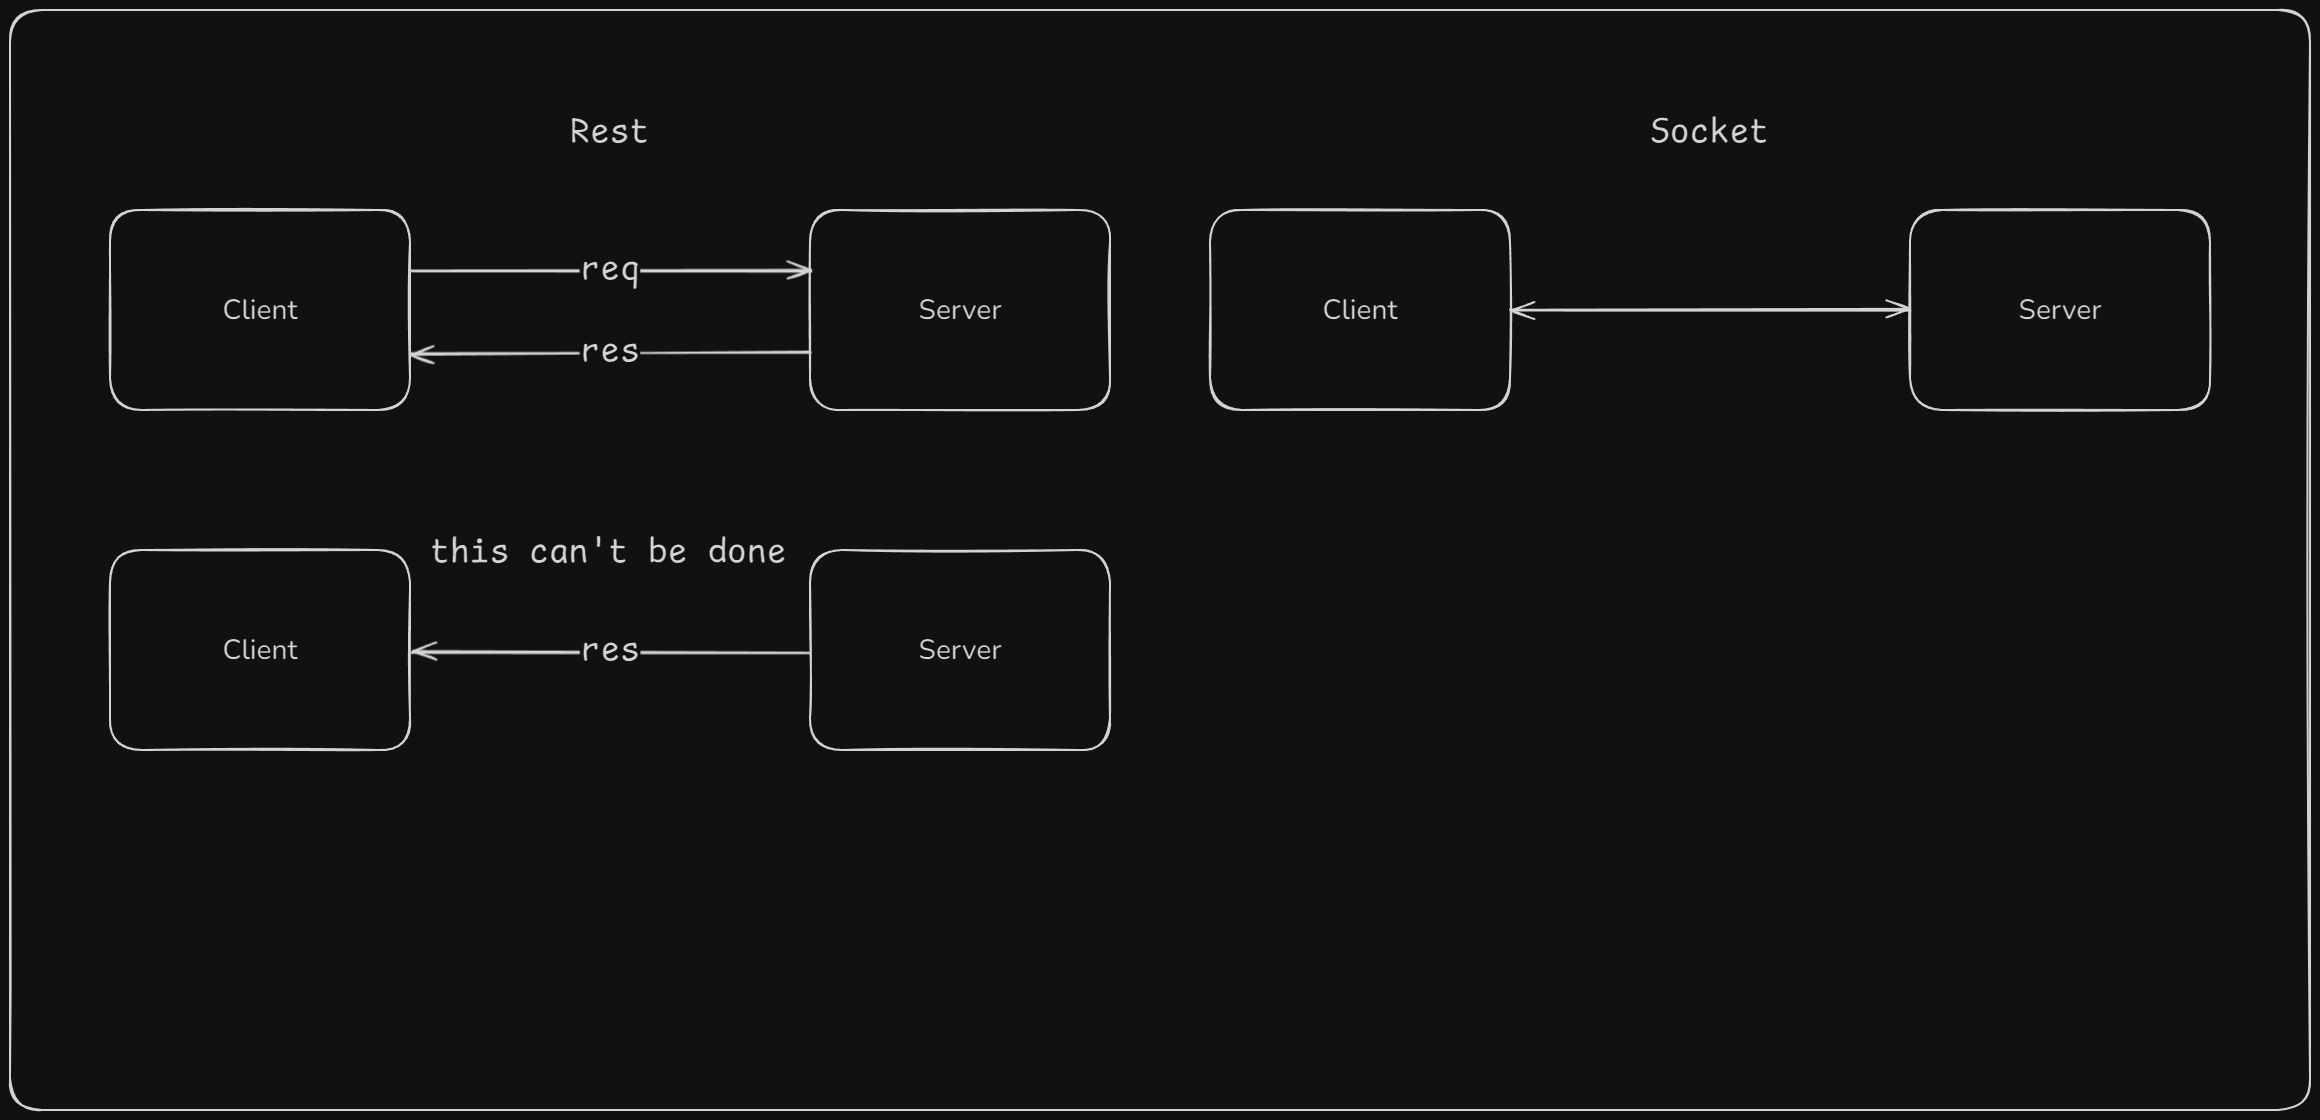 Rest
Client
req
res
Server
this can't be done
Client
res
Server
Socket
Client
Server